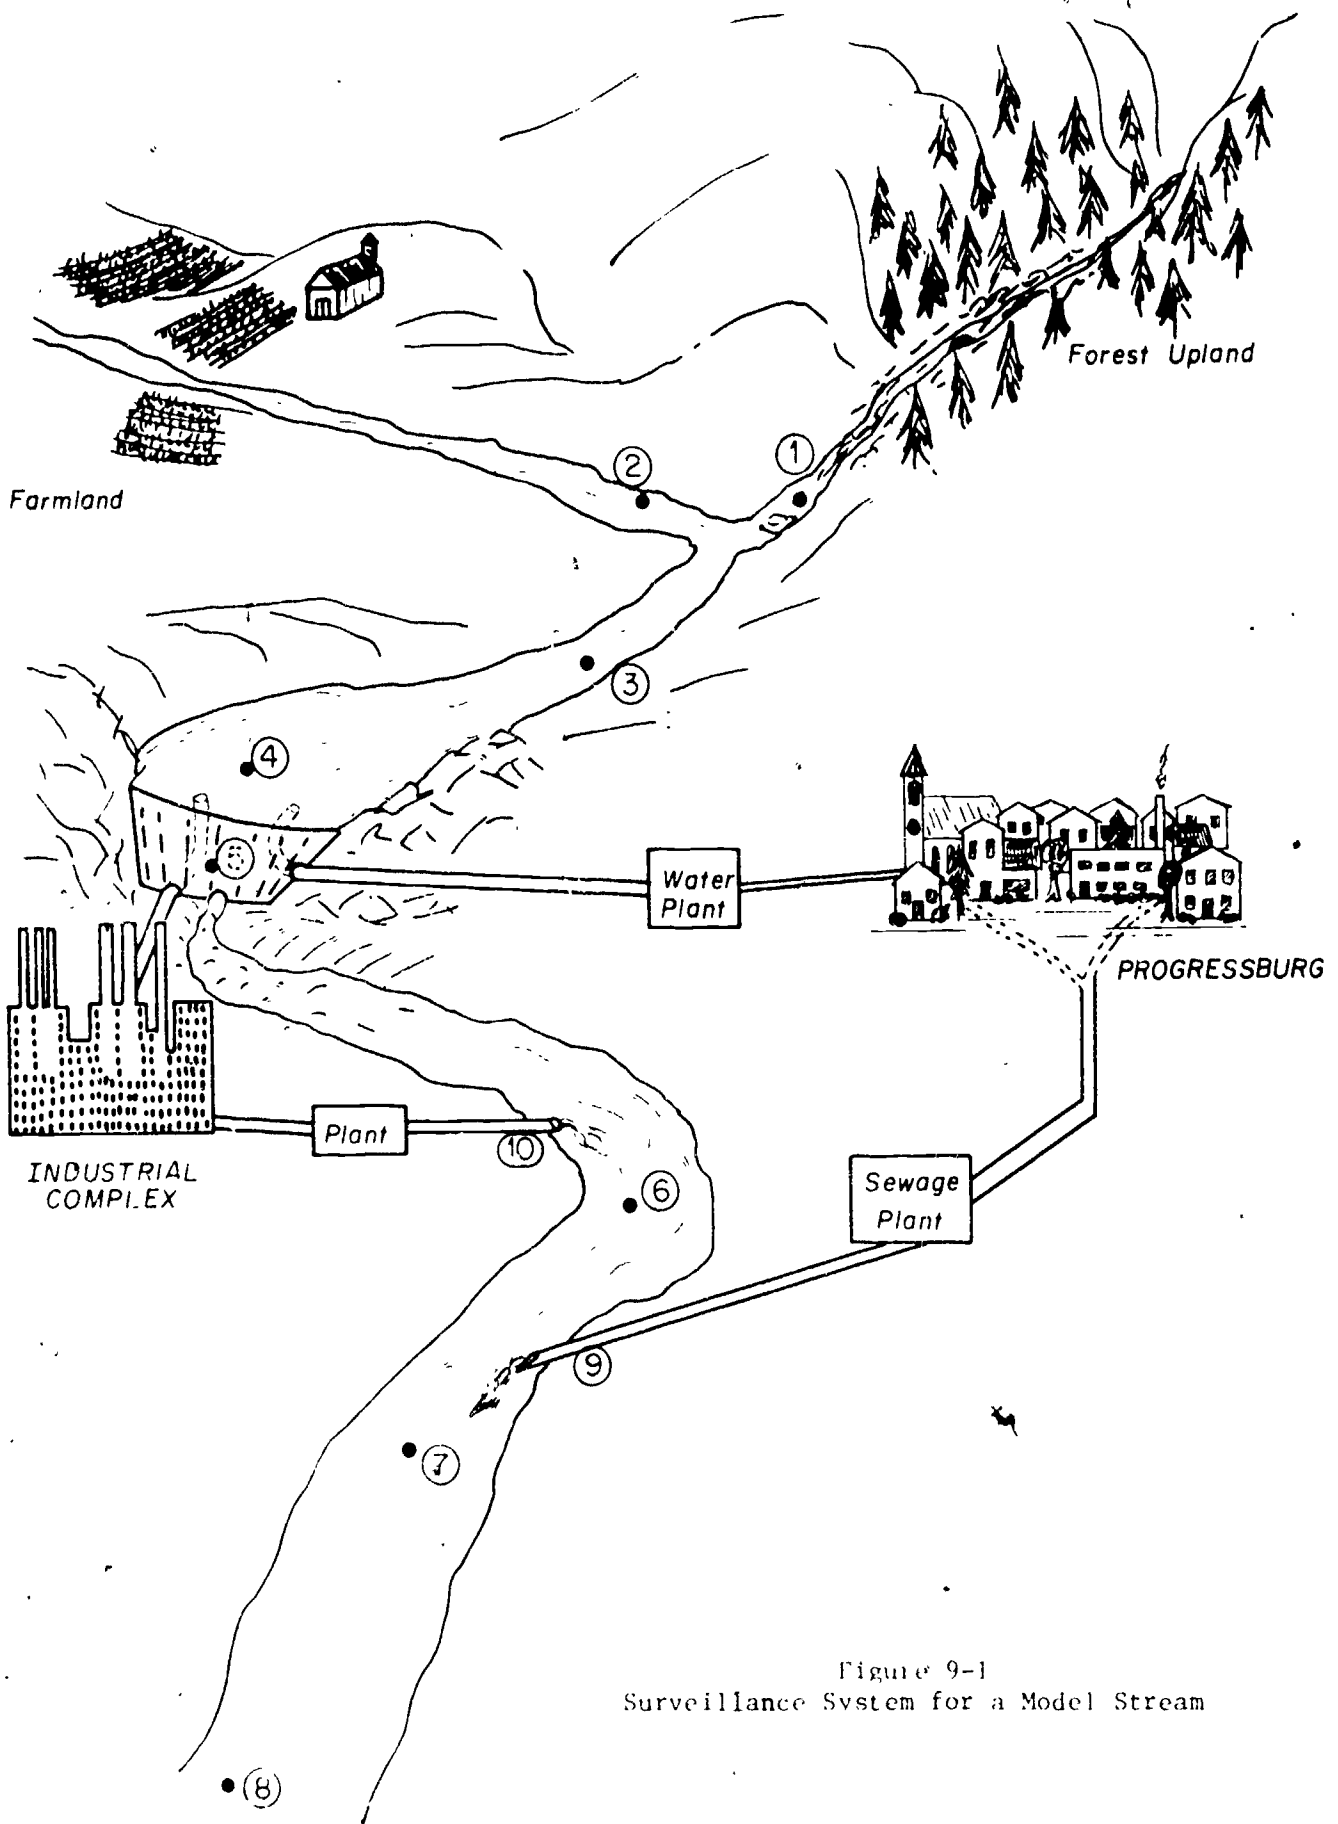 Forest Upland
1
2
Farmland
3
4
5
Water
Plant
PROGRESSBURG
Plant
10
INDUSTRIAL
COMPLEX
6
Sewage
Plant
9
7
Figure 9-1
Surveillance System for a Model Stream
8